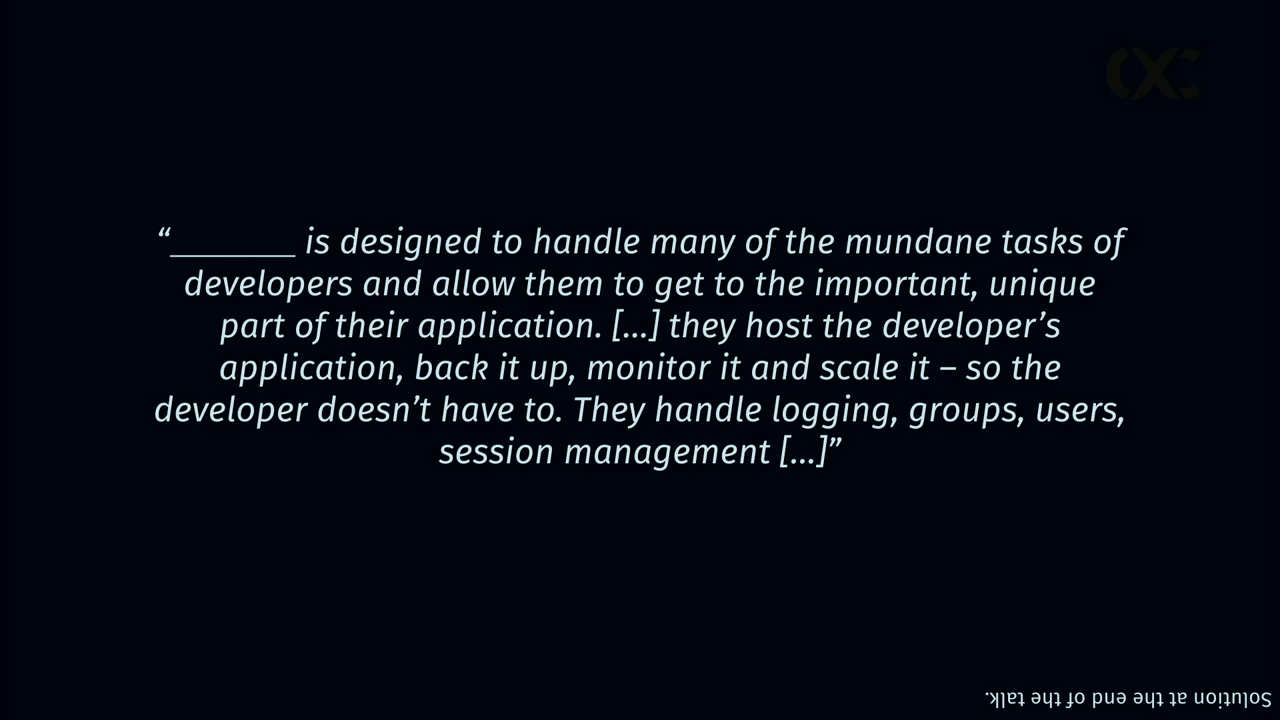 “_______ is designed to handle many of the mundane tasks of
developers and allow them to get to the important, unique
part of their application. […] they host the developer’s
application, back it up, monitor it and scale it – so the
developer doesn’t have to. They handle logging, groups, users,
session management […]”
Solution at the end of the talk.